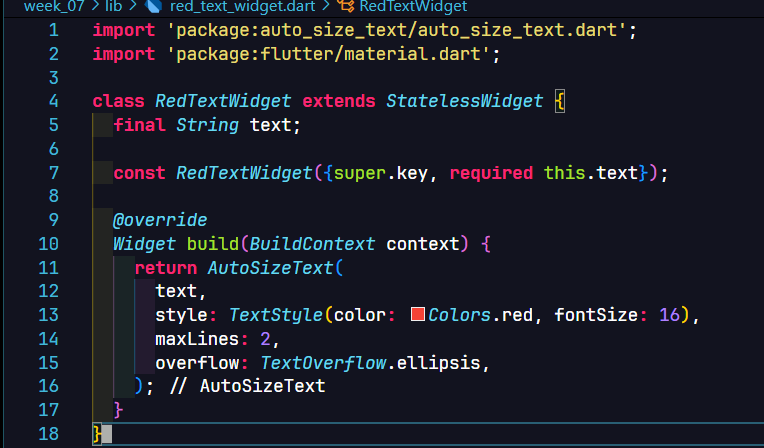 week_07 > lib > red_text_widget.dart > RedTextWidget
1 import 'package:auto_size_text/auto_size_text.dart';
2 import 'package:flutter/material.dart';
3
4 class RedTextWidget extends StatelessWidget {
5   final String text;
6
7   const RedTextWidget({super.key, required this.text});
8
9   @override
10   Widget build(BuildContext context) {
11     return AutoSizeText(
12       text,
13       style: TextStyle(color: Colors.red, fontSize: 16),
14       maxLines: 2,
15       overflow: TextOverflow.ellipsis,
16     ); // AutoSizeText
17   }
18 }